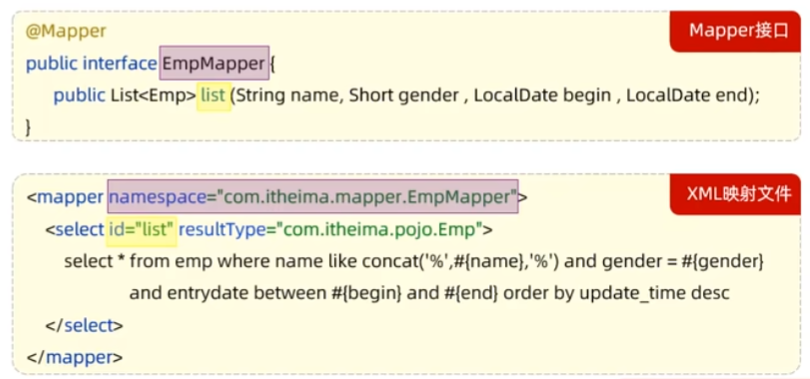 @Mapper
Mapper接口
public interface EmpMapper {
public List<Emp> list (String name, Short gender , LocalDate begin , LocalDate end);
}
<mapper namespace="com.itheima.mapper.EmpMapper">
XML映射文件
<select id="list" resultType="com.itheima.pojo.Emp">
select * from emp where name like concat('%',#{name},'%') and gender = #{gender}
and entrydate between #{begin} and #{end} order by update_time desc
</select>
</mapper>